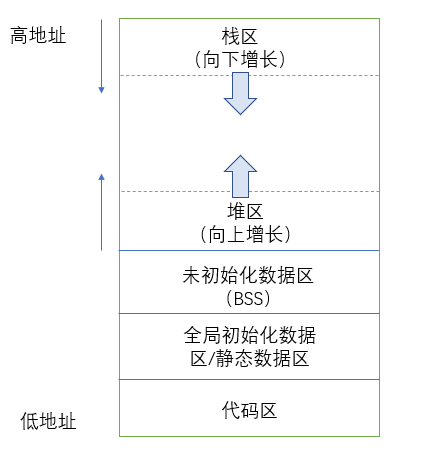 高地址
栈区
（向下增长）
堆区
（向上增长）
未初始化数据区
（BSS）
全局初始化数据
区/静态数据区
代码区
低地址